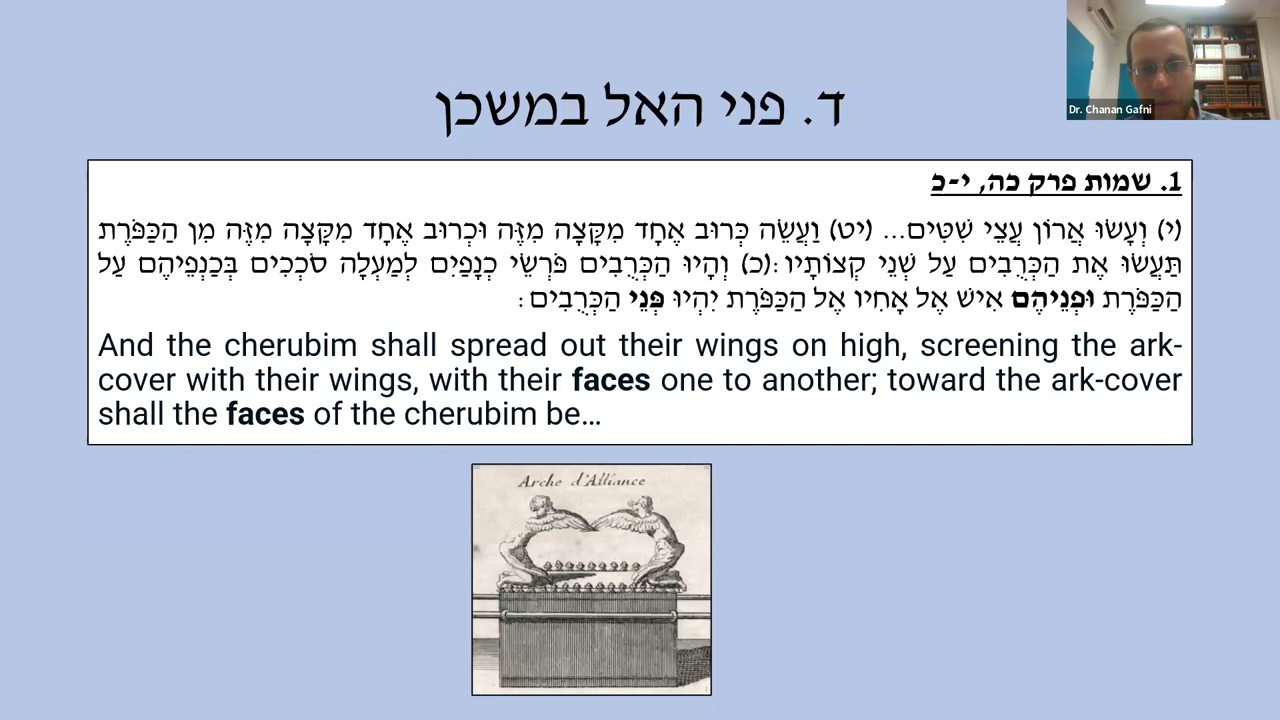 ד. פני האל במשכן
Dr. Chanan Gafni
1. שמות פרק כה, י-כ
(י) וְעָשׂוּ אֲרוֹן עֲצֵי שִׁטִּים... (יט) וַעֲשֵׂה כְּרוּב אֶחָד מִקָּצָה מִזֶּה וּכְרוּב אֶחָד מִקָּצָה מִזֶּה מִן הַכַּפֹּרֶת
תַּעֲשׂוּ אֶת הַכְּרֻבִים עַל שְׁנֵי קְצוֹתָיו:(כ) וְהָיוּ הַכְּרֻבִים פֹּרְשֵׂי כְנָפַיִם לְמַעְלָה סֹכְכִים בְּכַנְפֵיהֶם עַל
הַכַּפֹּרֶת וּפְנֵיהֶם אִישׁ אֶל אָחִיו אֶל הַכַּפֹּרֶת יִהְיוּ פְּנֵי הַכְּרֻבִים:
And the cherubim shall spread out their wings on high, screening the ark-
cover with their wings, with their faces one to another; toward the ark-cover
shall the faces of the cherubim be...
Arche d'Alliance